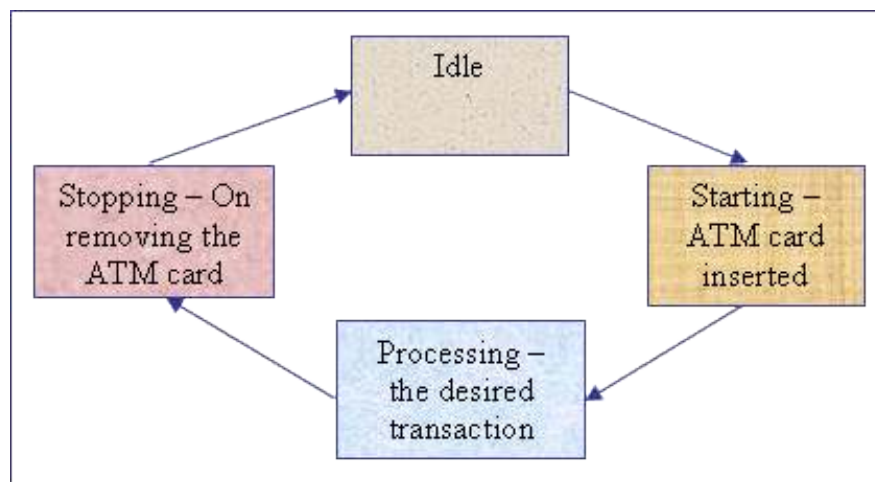 Idle
Stopping – On
removing the
ATM card
Starting –
ATM card
inserted
Processing –
the desired
transaction